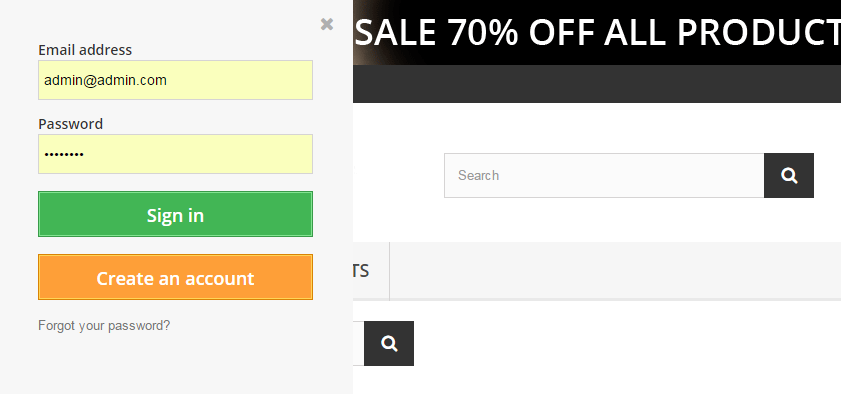 SALE 70% OFF ALL PRODUCT
Email address
admin@admin.com
Password
••••••••
Search
Sign in
TS
Create an account
Forgot your password?